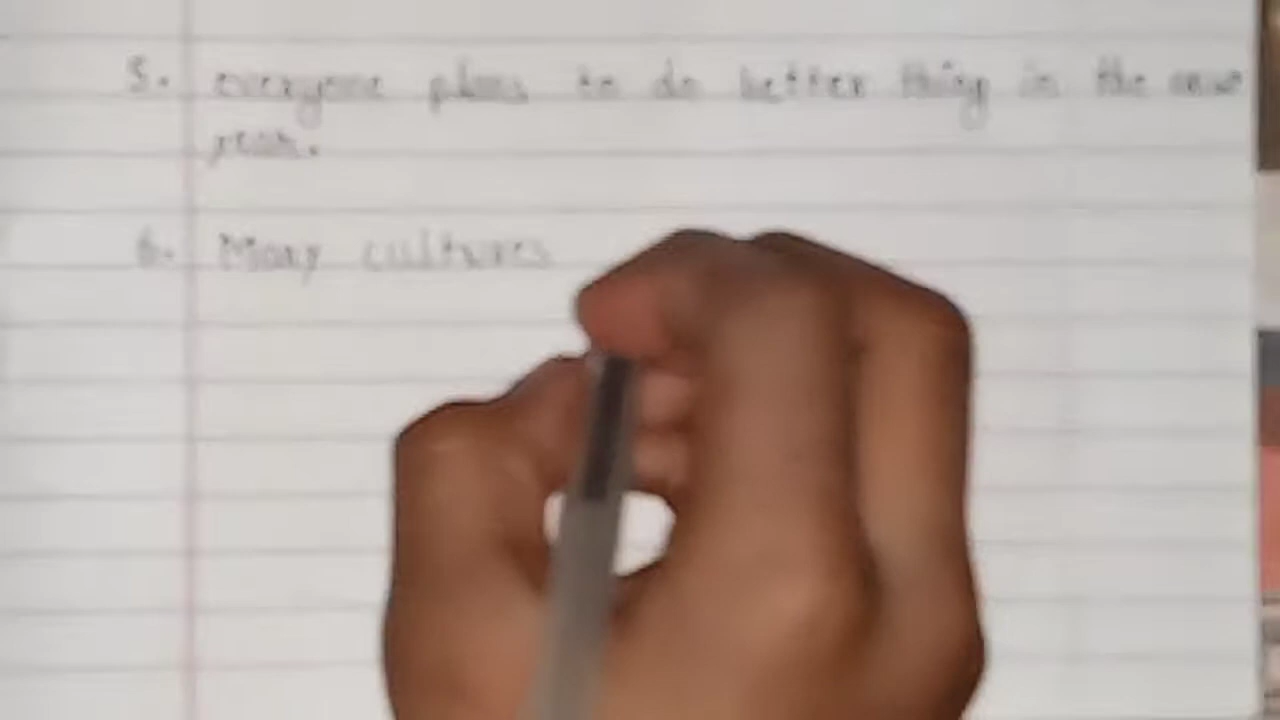 5. everyone plans to do better thing in the new
year.
6. Many cultures